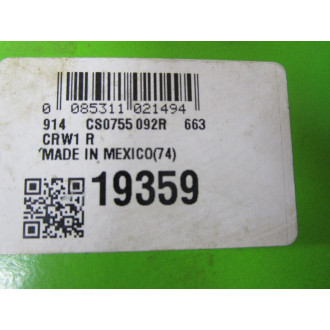 0 085311 021494
914 CS0755 092R 663
CRW1 R
MADE IN MEXICO(74)
19359